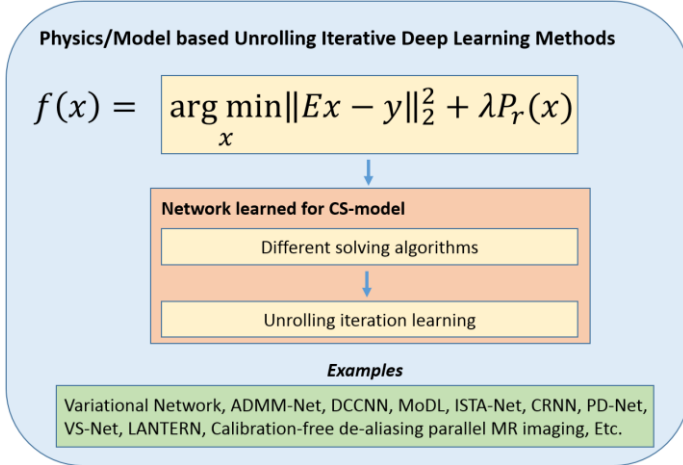 Physics/Model based Unrolling Iterative Deep Learning Methods
f(x) = arg min‖Ex − y‖₂² + λPᵣ(x)
x
Network learned for CS-model
Different solving algorithms
Unrolling iteration learning
Examples
Variational Network, ADMM-Net, DCCNN, MoDL, ISTA-Net, CRNN, PD-Net,
VS-Net, LANTERN, Calibration-free de-aliasing parallel MR imaging, Etc.